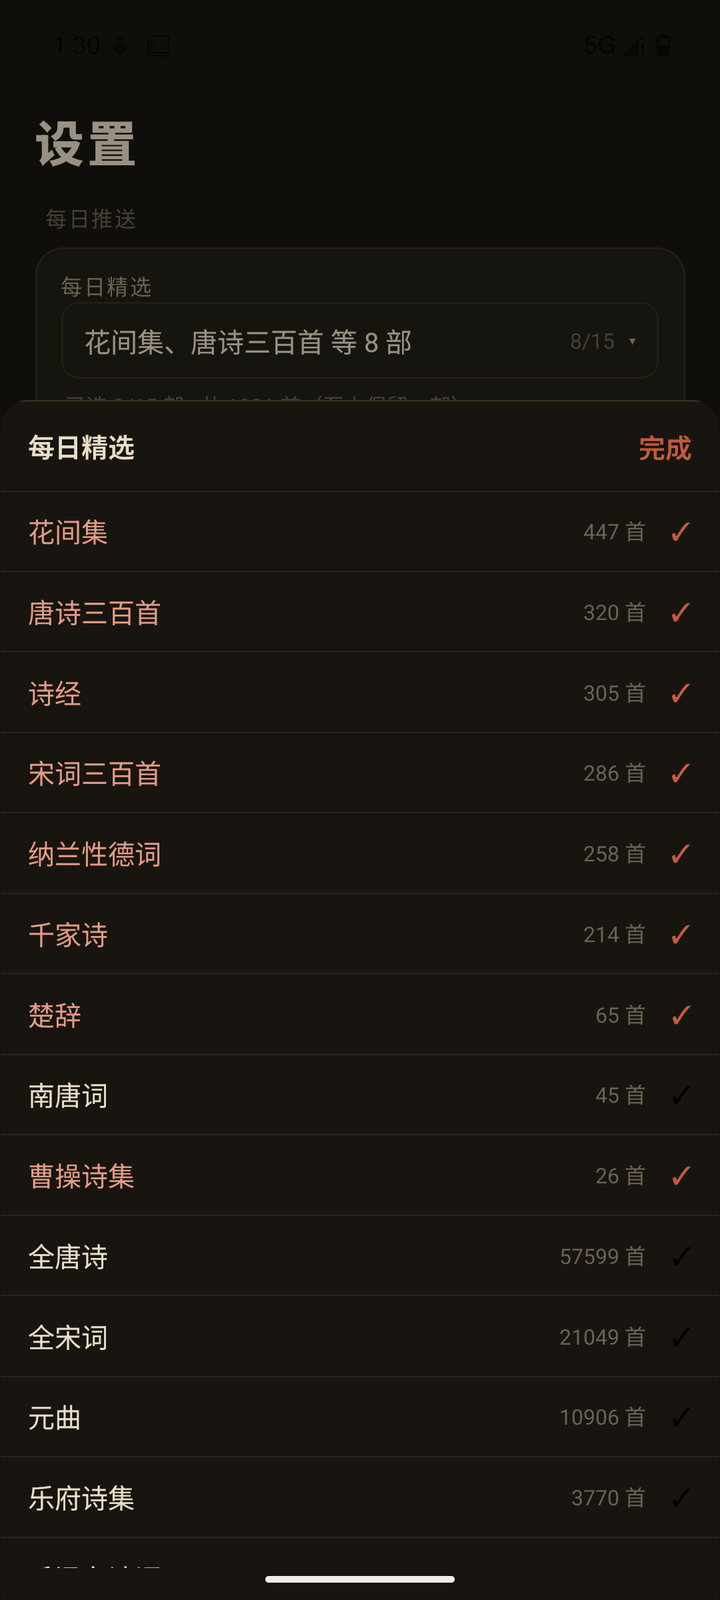 1:30 5G
设置
每日推送
每日精选
花间集、唐诗三百首 等 8 部 8/15 ▾
每日精选 完成
花间集 447 首 ✓
唐诗三百首 320 首 ✓
诗经 305 首 ✓
宋词三百首 286 首 ✓
纳兰性德词 258 首 ✓
千家诗 214 首 ✓
楚辞 65 首 ✓
南唐词 45 首 ✓
曹操诗集 26 首 ✓
全唐诗 57599 首 ✓
全宋词 21049 首 ✓
元曲 10906 首 ✓
乐府诗集 3770 首 ✓